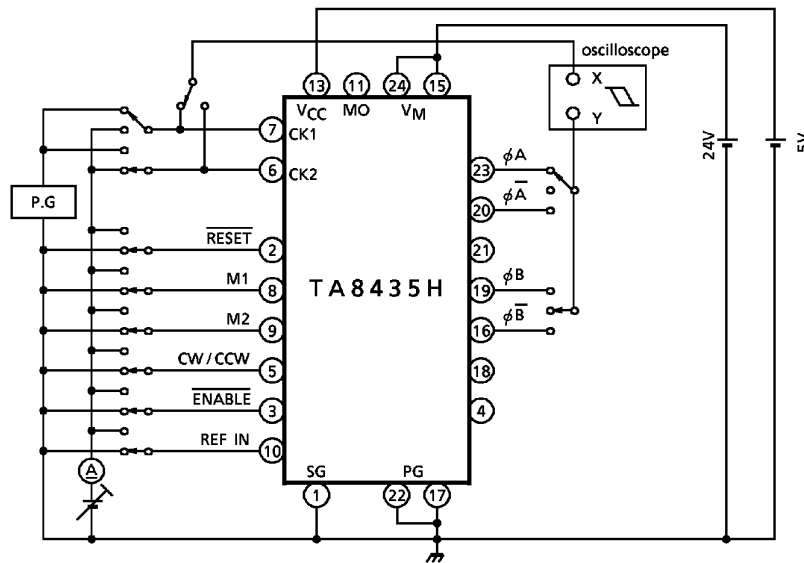 oscilloscope
X
Y
13 11 24 15
VCC MO VM
7 CK1
6 CK2
P.G
RESET 2
M1 8
M2 9
CW / CCW 5
ENABLE 3
REF IN 10
TA8435H
23 φA
20 φA̅
21
19 φB
16 φB̅
18
4
24V
5V
A
SG PG
1 22 17